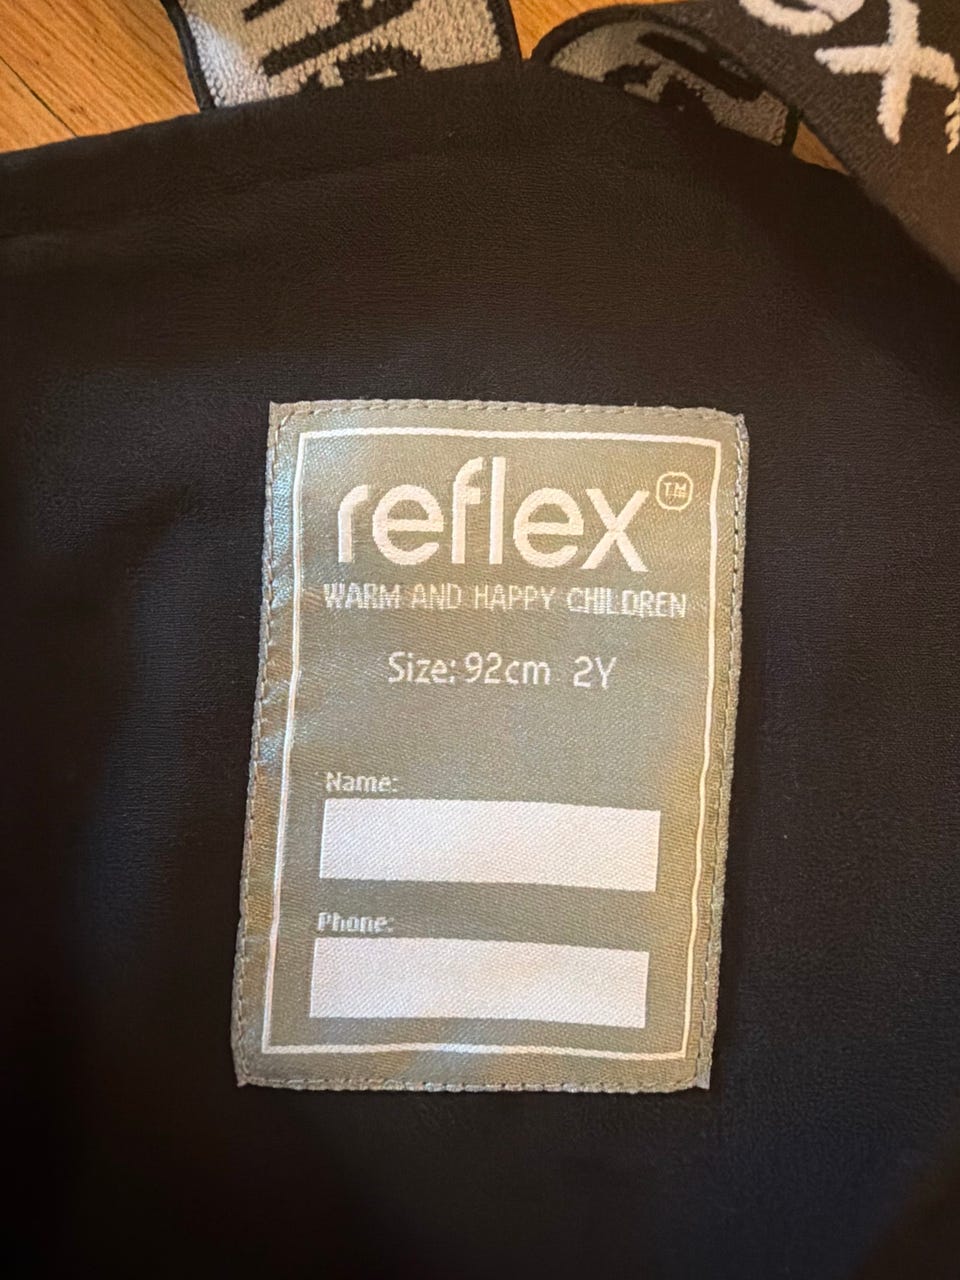 reflex™
WARM AND HAPPY CHILDREN
Size: 92cm 2Y
Name:
Phone: